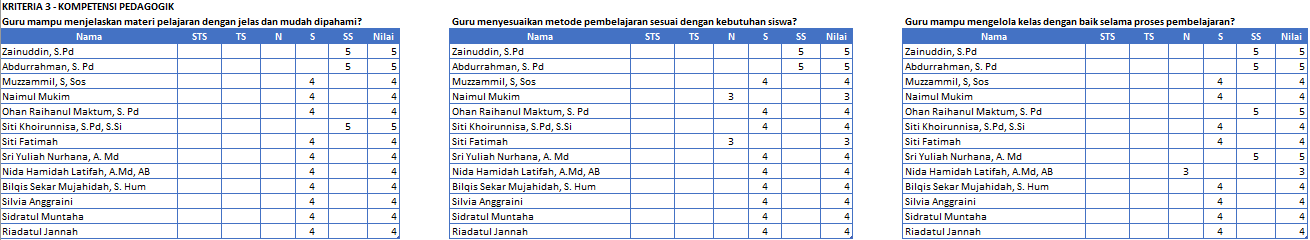 KRITERIA 3 - KOMPETENSI PEDAGOGIK
Guru mampu menjelaskan materi pelajaran dengan jelas dan mudah dipahami?
Nama STS TS N S SS Nilai
Zainuddin, S.Pd 5 5
Abdurrahman, S. Pd 5 5
Muzzammil, S, Sos 4 4
Naimul Mukim 4 4
Ohan Raihanul Maktum, S. Pd 4 4
Siti Khoirunnisa, S.Pd, S.Si 5 5
Siti Fatimah 4 4
Sri Yuliah Nurhana, A. Md 4 4
Nida Hamidah Latifah, A.Md, AB 4 4
Bilqis Sekar Mujahidah, S. Hum 4 4
Silvia Anggraini 4 4
Sidratul Muntaha 4 4
Riadatul Jannah 4 4
Guru menyesuaikan metode pembelajaran sesuai dengan kebutuhan siswa?
Nama STS TS N S SS Nilai
Zainuddin, S.Pd 5 5
Abdurrahman, S. Pd 5 5
Muzzammil, S, Sos 4 4
Naimul Mukim 3 3
Ohan Raihanul Maktum, S. Pd 4 4
Siti Khoirunnisa, S.Pd, S.Si 4 4
Siti Fatimah 3 3
Sri Yuliah Nurhana, A. Md 4 4
Nida Hamidah Latifah, A.Md, AB 4 4
Bilqis Sekar Mujahidah, S. Hum 4 4
Silvia Anggraini 4 4
Sidratul Muntaha 4 4
Riadatul Jannah 4 4
Guru mampu mengelola kelas dengan baik selama proses pembelajaran?
Nama STS TS N S SS Nilai
Zainuddin, S.Pd 5 5
Abdurrahman, S. Pd 5 5
Muzzammil, S, Sos 4 4
Naimul Mukim 4 4
Ohan Raihanul Maktum, S. Pd 5 5
Siti Khoirunnisa, S.Pd, S.Si 4 4
Siti Fatimah 4 4
Sri Yuliah Nurhana, A. Md 5 5
Nida Hamidah Latifah, A.Md, AB 3 3
Bilqis Sekar Mujahidah, S. Hum 4 4
Silvia Anggraini 4 4
Sidratul Muntaha 4 4
Riadatul Jannah 4 4